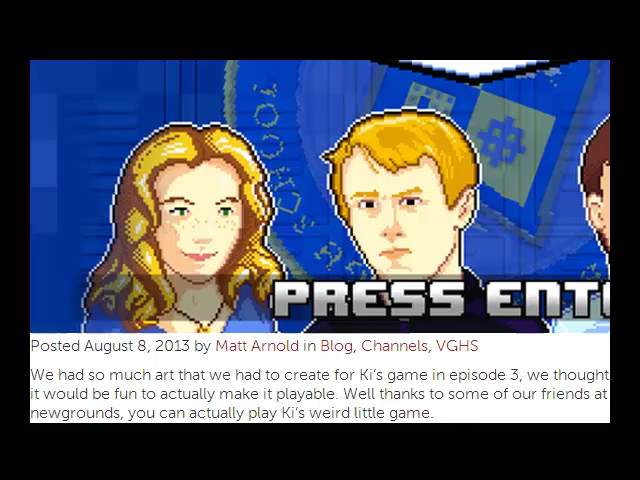 PRESS ENT
Posted August 8, 2013 by Matt Arnold in Blog, Channels, VGHS
We had so much art that we had to create for Ki’s game in episode 3, we thought
it would be fun to actually make it playable. Well thanks to some of our friends at
newgrounds, you can actually play Ki’s weird little game.